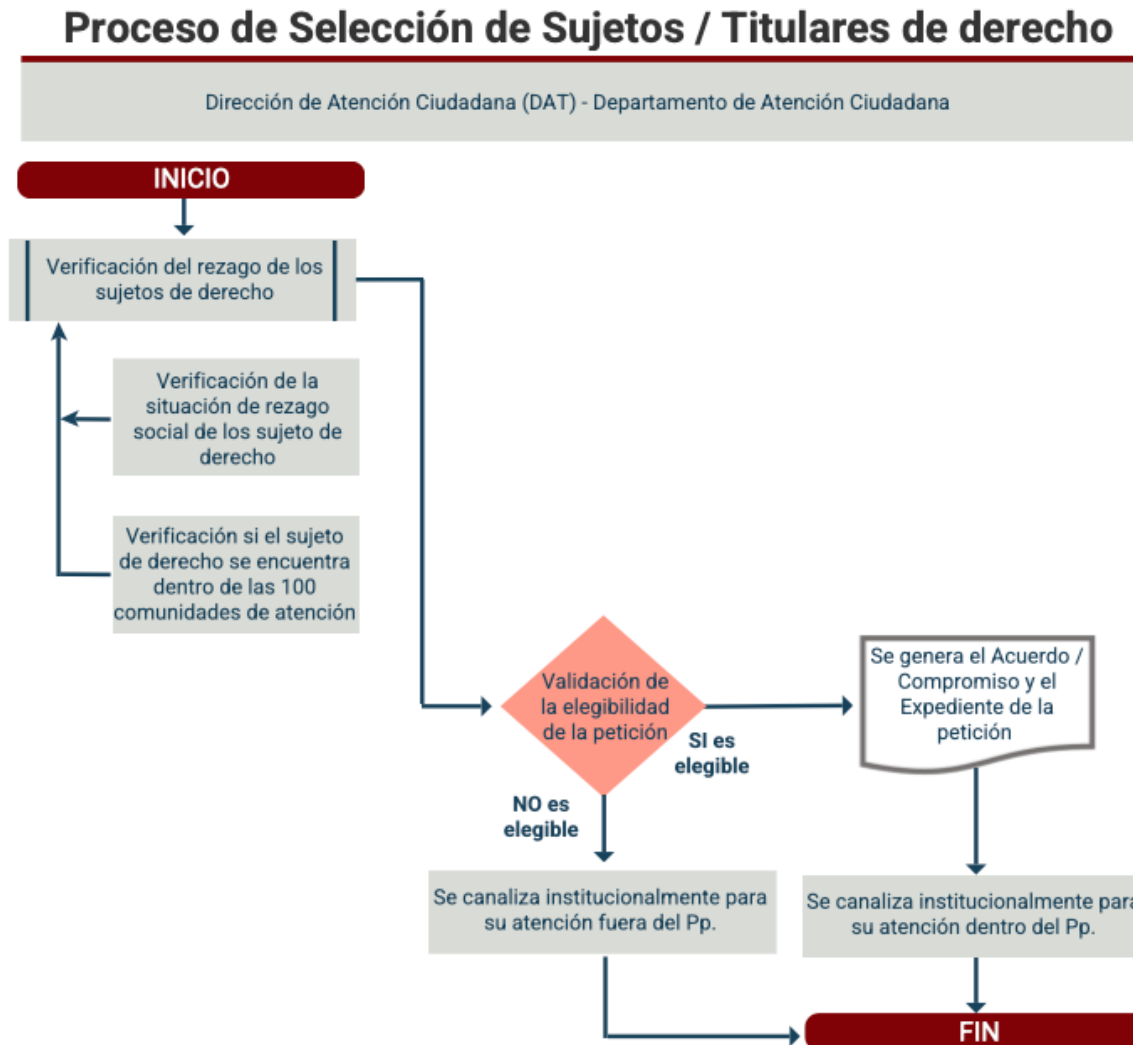 Proceso de Selección de Sujetos / Titulares de derecho
Dirección de Atención Ciudadana (DAT) - Departamento de Atención Ciudadana
INICIO
Verificación del rezago de los
sujetos de derecho
Verificación de la
situación de rezago
social de los sujeto de
derecho
Verificación si el sujeto
de derecho se encuentra
dentro de las 100
comunidades de atención
Validación de
la elegibilidad
de la petición
SI es
elegible
NO es
elegible
Se genera el Acuerdo /
Compromiso y el
Expediente de la
petición
Se canaliza institucionalmente para
su atención fuera del Pp.
Se canaliza institucionalmente para
su atención dentro del Pp.
FIN